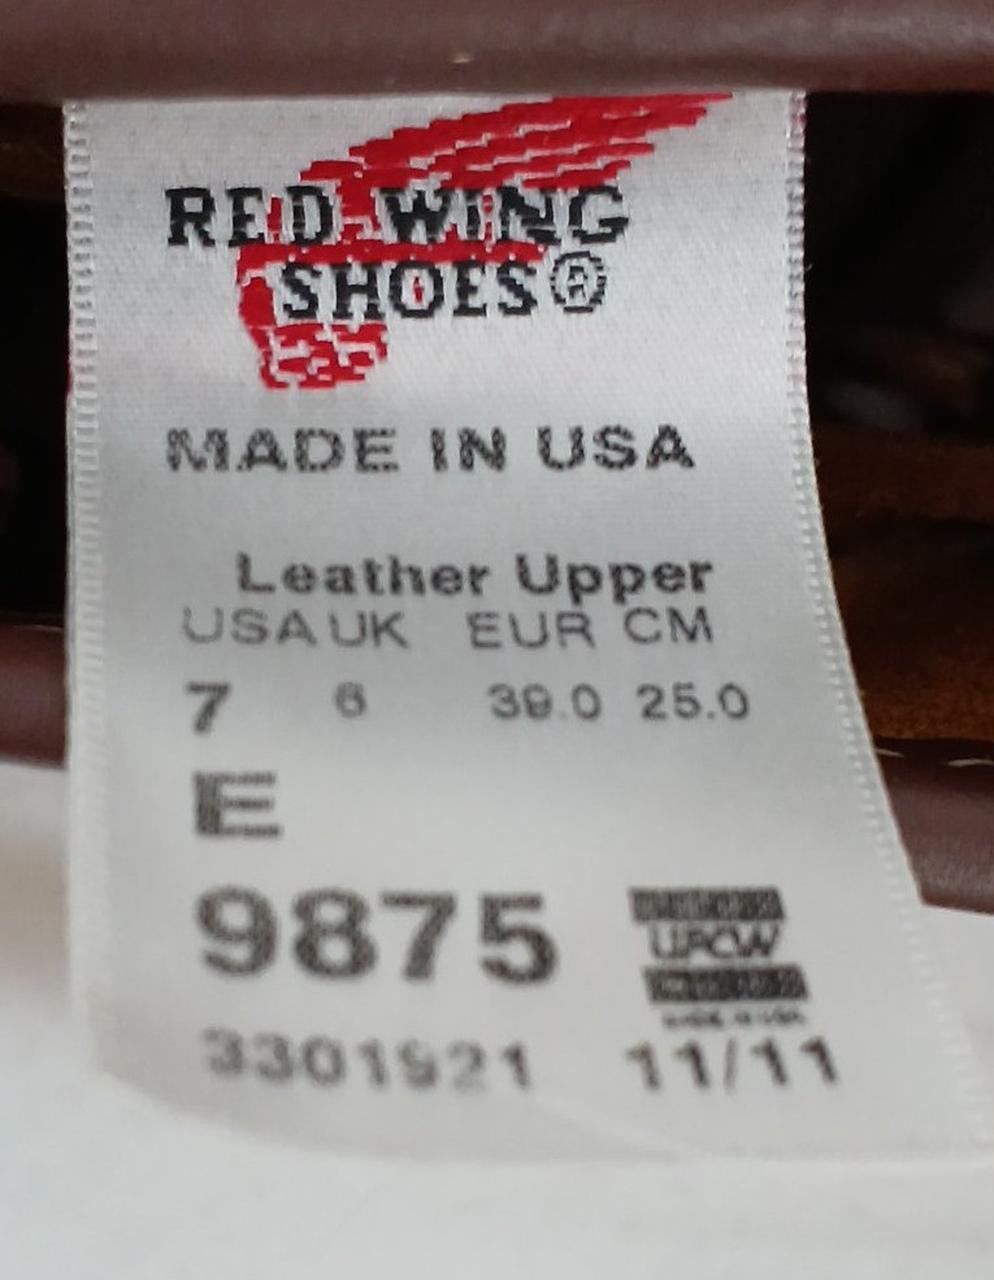 RED WING
SHOES®
MADE IN USA
Leather Upper
USA UK EUR CM
7 6 39.0 25.0
E
9875
UFCW
3301921 11/11